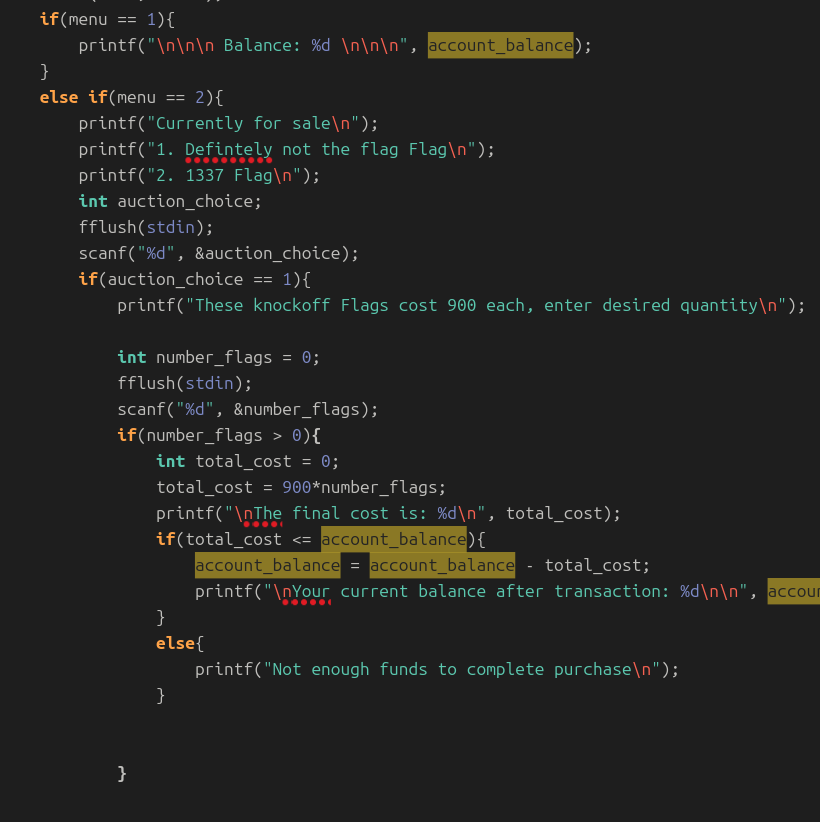 if(menu == 1){
printf("\n\n\n Balance: %d \n\n\n", account_balance);
}
else if(menu == 2){
printf("Currently for sale\n");
printf("1. Defintely not the flag Flag\n");
printf("2. 1337 Flag\n");
int auction_choice;
fflush(stdin);
scanf("%d", &auction_choice);
if(auction_choice == 1){
printf("These knockoff Flags cost 900 each, enter desired quantity\n");
int number_flags = 0;
fflush(stdin);
scanf("%d", &number_flags);
if(number_flags > 0){
int total_cost = 0;
total_cost = 900*number_flags;
printf("\nThe final cost is: %d\n", total_cost);
if(total_cost <= account_balance){
account_balance = account_balance - total_cost;
printf("\nYour current balance after transaction: %d\n\n", accou
}
else{
printf("Not enough funds to complete purchase\n");
}
}